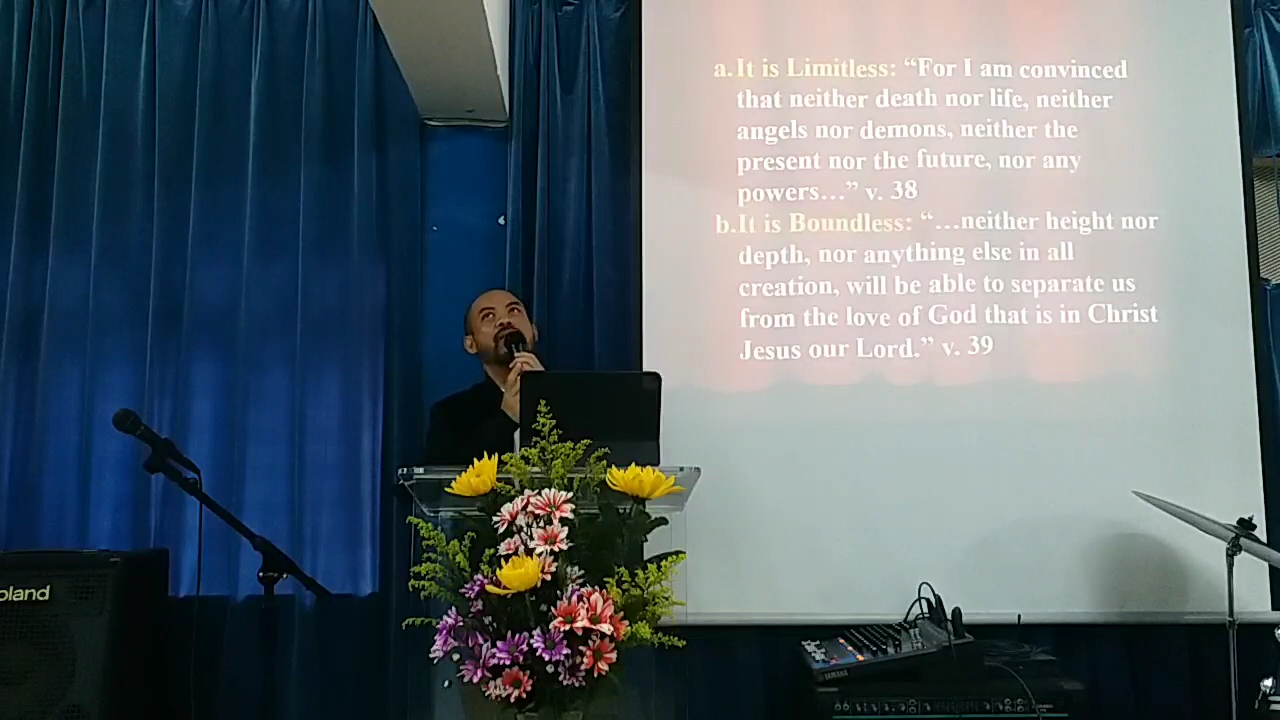 a. It is Limitless: “For I am convinced
that neither death nor life, neither
angels nor demons, neither the
present nor the future, nor any
powers…” v. 38
b. It is Boundless: “…neither height nor
depth, nor anything else in all
creation, will be able to separate us
from the love of God that is in Christ
Jesus our Lord.” v. 39
oland
YAMAHA